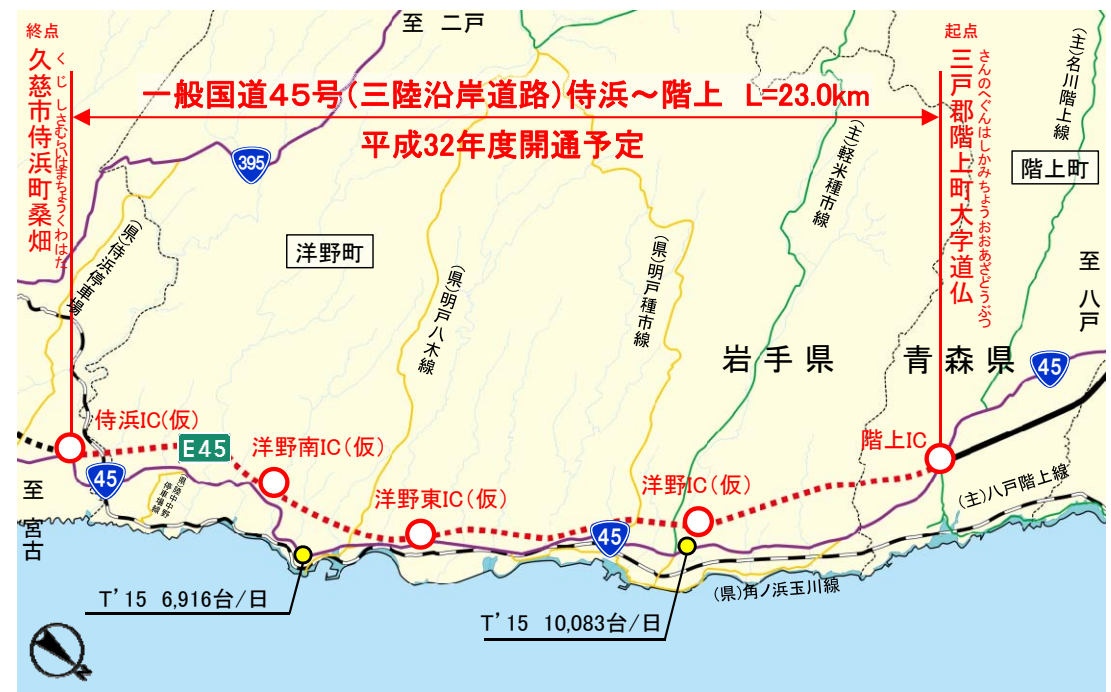 至 二戸
終点
久慈市侍浜町桑畑
くじしさむらいはまちょうくわはた
起点
三戸郡階上町大字道仏
さんのへぐんはしかみちょうおおあざどうぶつ
一般国道45号(三陸沿岸道路)侍浜～階上 L=23.0km
平成32年度開通予定
(主)名川階上線
(主)軽米種市線
階上町
395
洋野町
(県)侍浜停車場
(県)明戸八木線
(県)明戸種市線
至 八戸
岩手県
青森県
45
侍浜IC(仮)
E45
洋野南IC(仮)
洋野東IC(仮)
洋野IC(仮)
階上IC
45
至 宮古
(県)陸中中野
停車場線
45
(主)八戸階上線
(県)角ノ浜玉川線
T'15 6,916台/日
T'15 10,083台/日
N